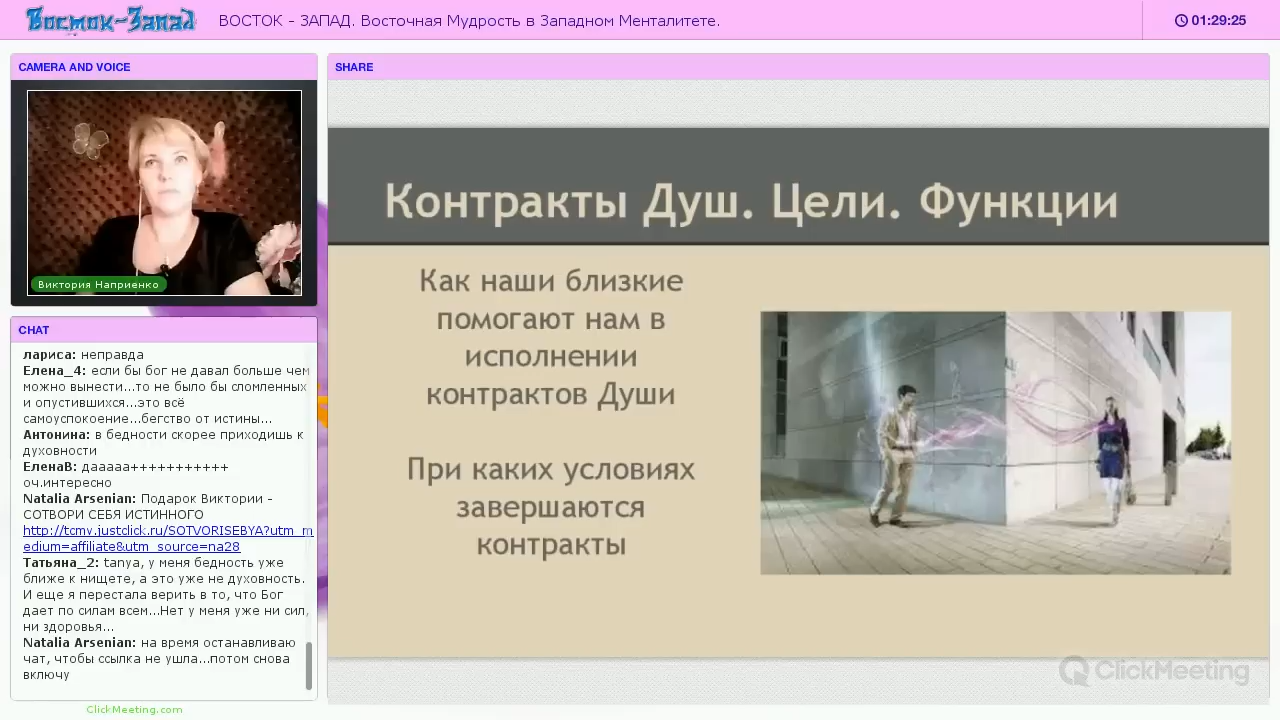 Восток-Запад
ВОСТОК - ЗАПАД. Восточная Мудрость в Западном Менталитете.
01:29:25
CAMERA AND VOICE
Виктория Наприенко
CHAT
лариса: неправда
Елена_4: если бы бог не давал больше чем
можно вынести...то не было бы сломленных
и опустившихся...это всё
самоуспокоение...бегство от истины...
Антонина: в бедности скорее приходишь к
духовности
ЕленаВ: дааааа+++++++++++
оч.интересно
Natalia Arsenian: Подарок Виктории -
СОТВОРИ СЕБЯ ИСТИННОГО
http://tcmv.justclick.ru/SOTVORISEBYA?utm_m
edium=affiliate&utm_source=na28
Татьяна_2: tanya, у меня бедность уже
ближе к нищете, а это уже не духовность.
И еще я перестала верить в то, что Бог
дает по силам всем...Нет у меня уже ни сил,
ни здоровья...
Natalia Arsenian: на время останавливаю
чат, чтобы ссылка не ушла...потом снова
включу
ClickMeeting.com
SHARE
Контракты Душ. Цели. Функции
Как наши близкие
помогают нам в
исполнении
контрактов Души
При каких условиях
завершаются
контракты
ClickMeeting